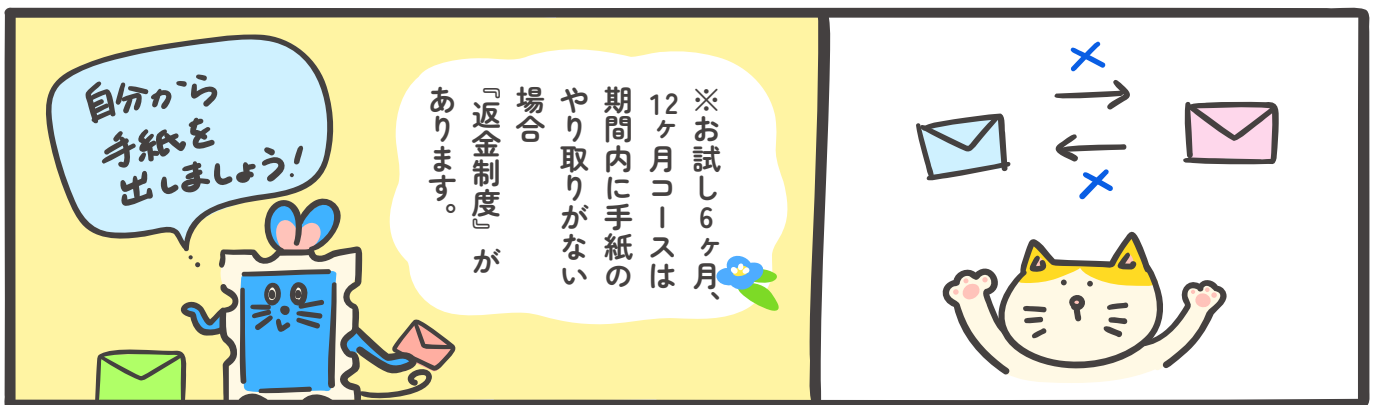 自分から
手紙を
出しましょう!
※お試し6ヶ月、
12ヶ月コースは
期間内に手紙の
やり取りがない
場合
『返金制度』が
あります。